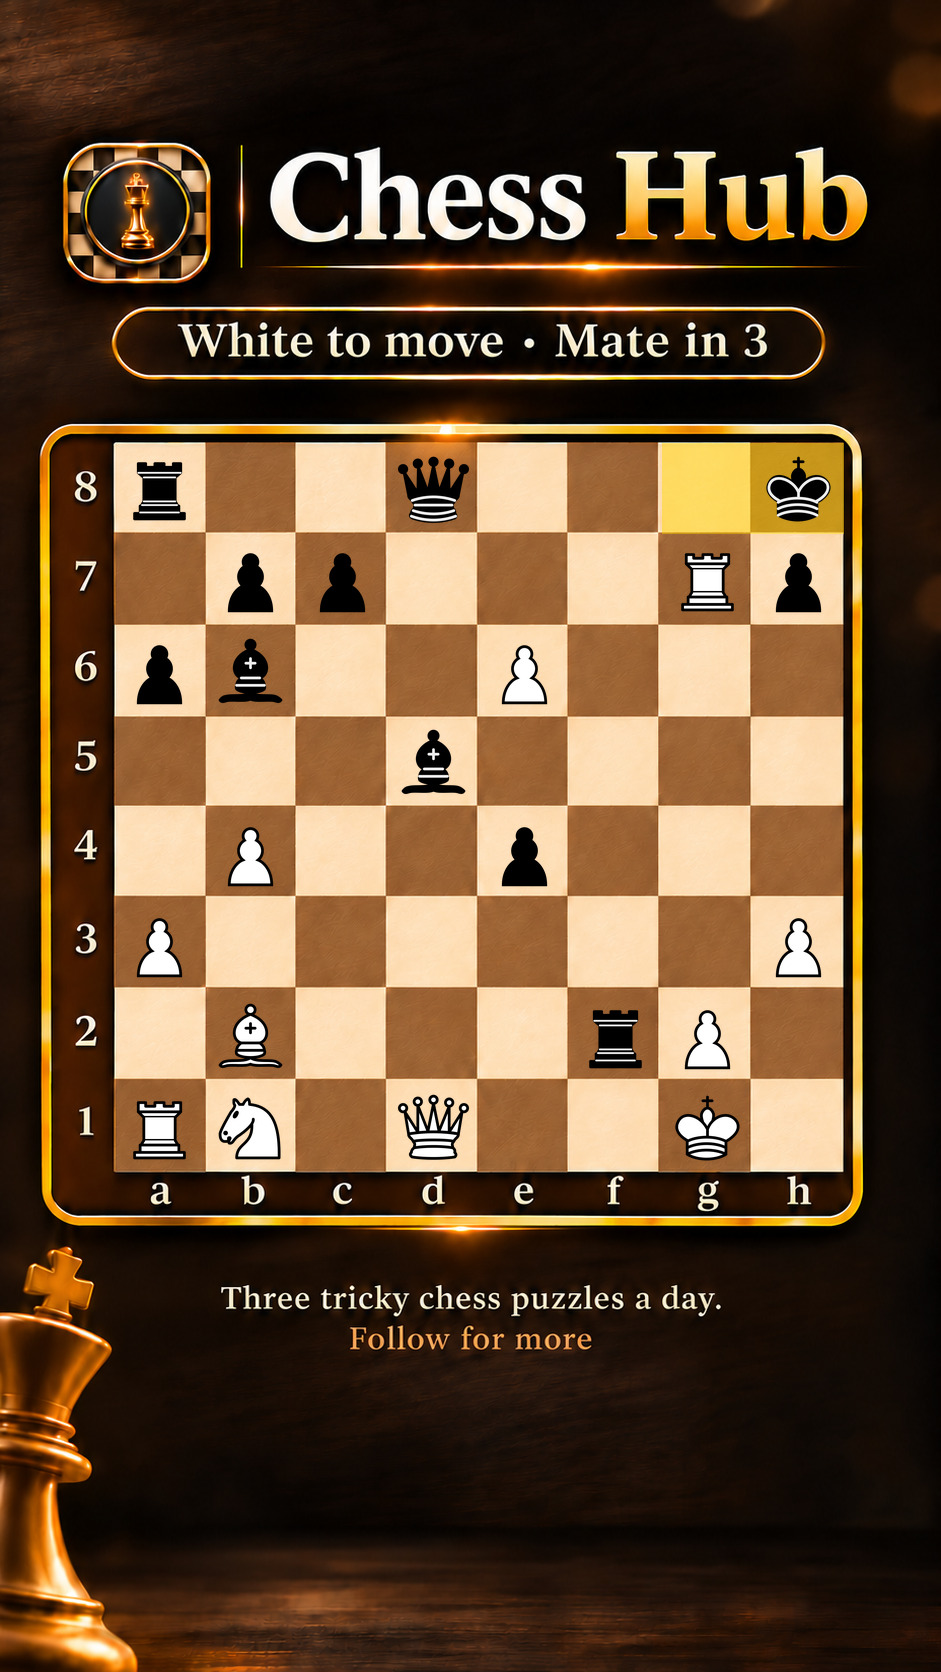 Chess Hub
White to move • Mate in 3
8
7
6
5
4
3
2
1
a b c d e f g h
Three tricky chess puzzles a day.
Follow for more